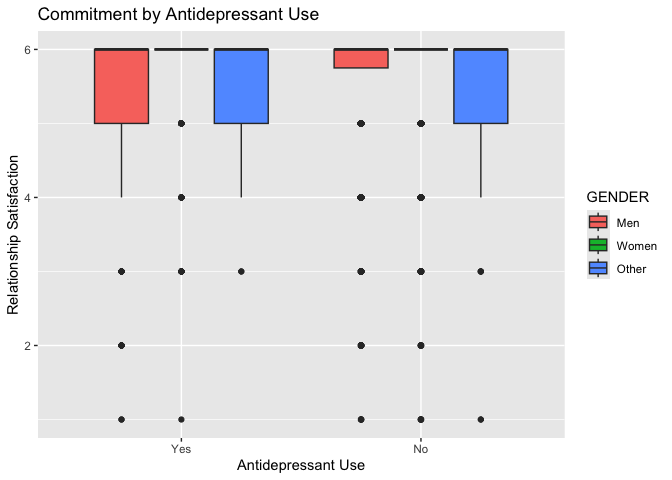 Commitment by Antidepressant Use
Relationship Satisfaction
6
4
2
Yes
No
Antidepressant Use
GENDER
Men
Women
Other